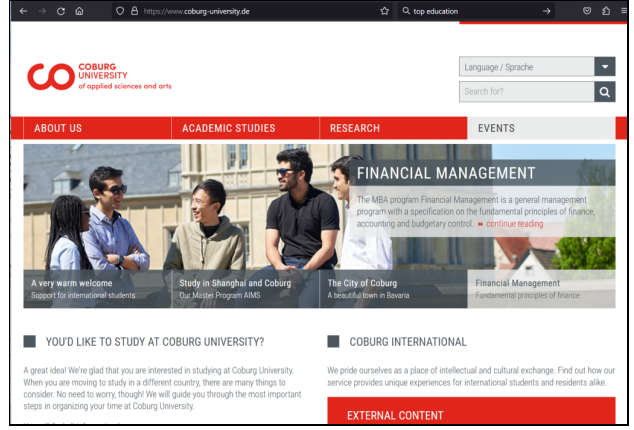 https://www.coburg-university.de
top education
COBURG
UNIVERSITY
of applied sciences and arts
Language / Sprache
Search for?
ABOUT US
ACADEMIC STUDIES
RESEARCH
EVENTS
FINANCIAL MANAGEMENT
The MBA program Financial Management is a general management
program with a specification on the fundamental principles of finance,
accounting and budgetary control. » continue reading
A very warm welcome
Support for international students
Study in Shanghai and Coburg
Our Master Program AIMS
The City of Coburg
A beautiful town in Bavaria
Financial Management
Fundamental principles of finance
YOU'D LIKE TO STUDY AT COBURG UNIVERSITY?
A great idea! We're glad that you are interested in studying at Coburg University.
When you are moving to study in a different country, there are many things to
consider. No need to worry, though! We will guide you through the most important
steps in organizing your time at Coburg University.
COBURG INTERNATIONAL
We pride ourselves as a place of intellectual and cultural exchange. Find out how our
service provides unique experiences for international students and residents alike.
EXTERNAL CONTENT